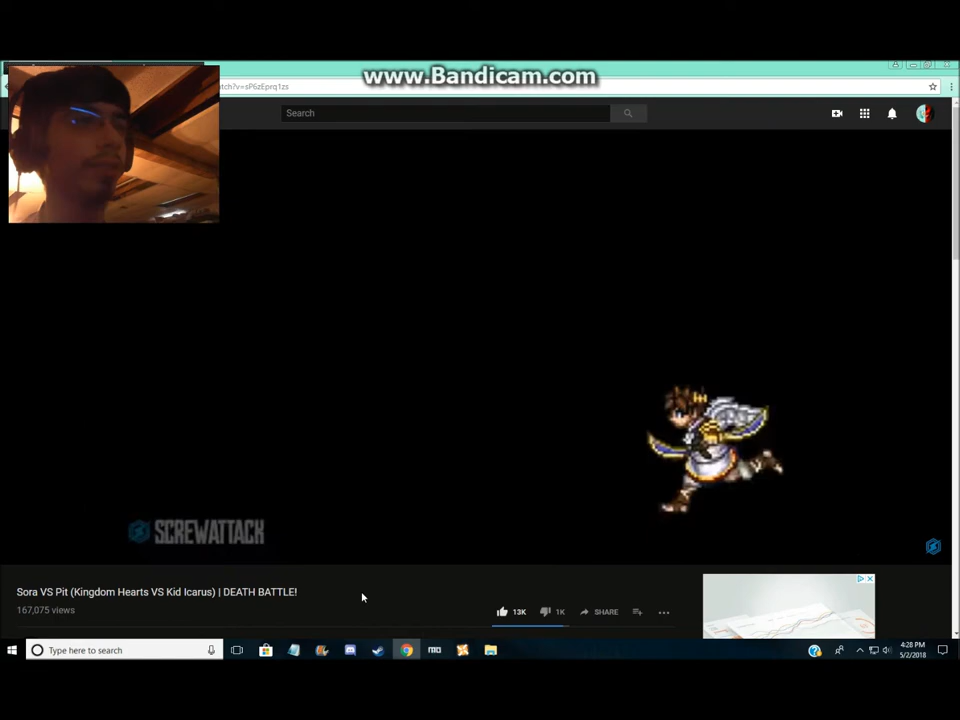 www.Bandicam.com
atch?v=sP6zEprq1zs
Search
SCREWATTACK
Sora VS Pit (Kingdom Hearts VS Kid Icarus) | DEATH BATTLE!
167,075 views
13K
1K
SHARE
Type here to search
4:28 PM
5/2/2018